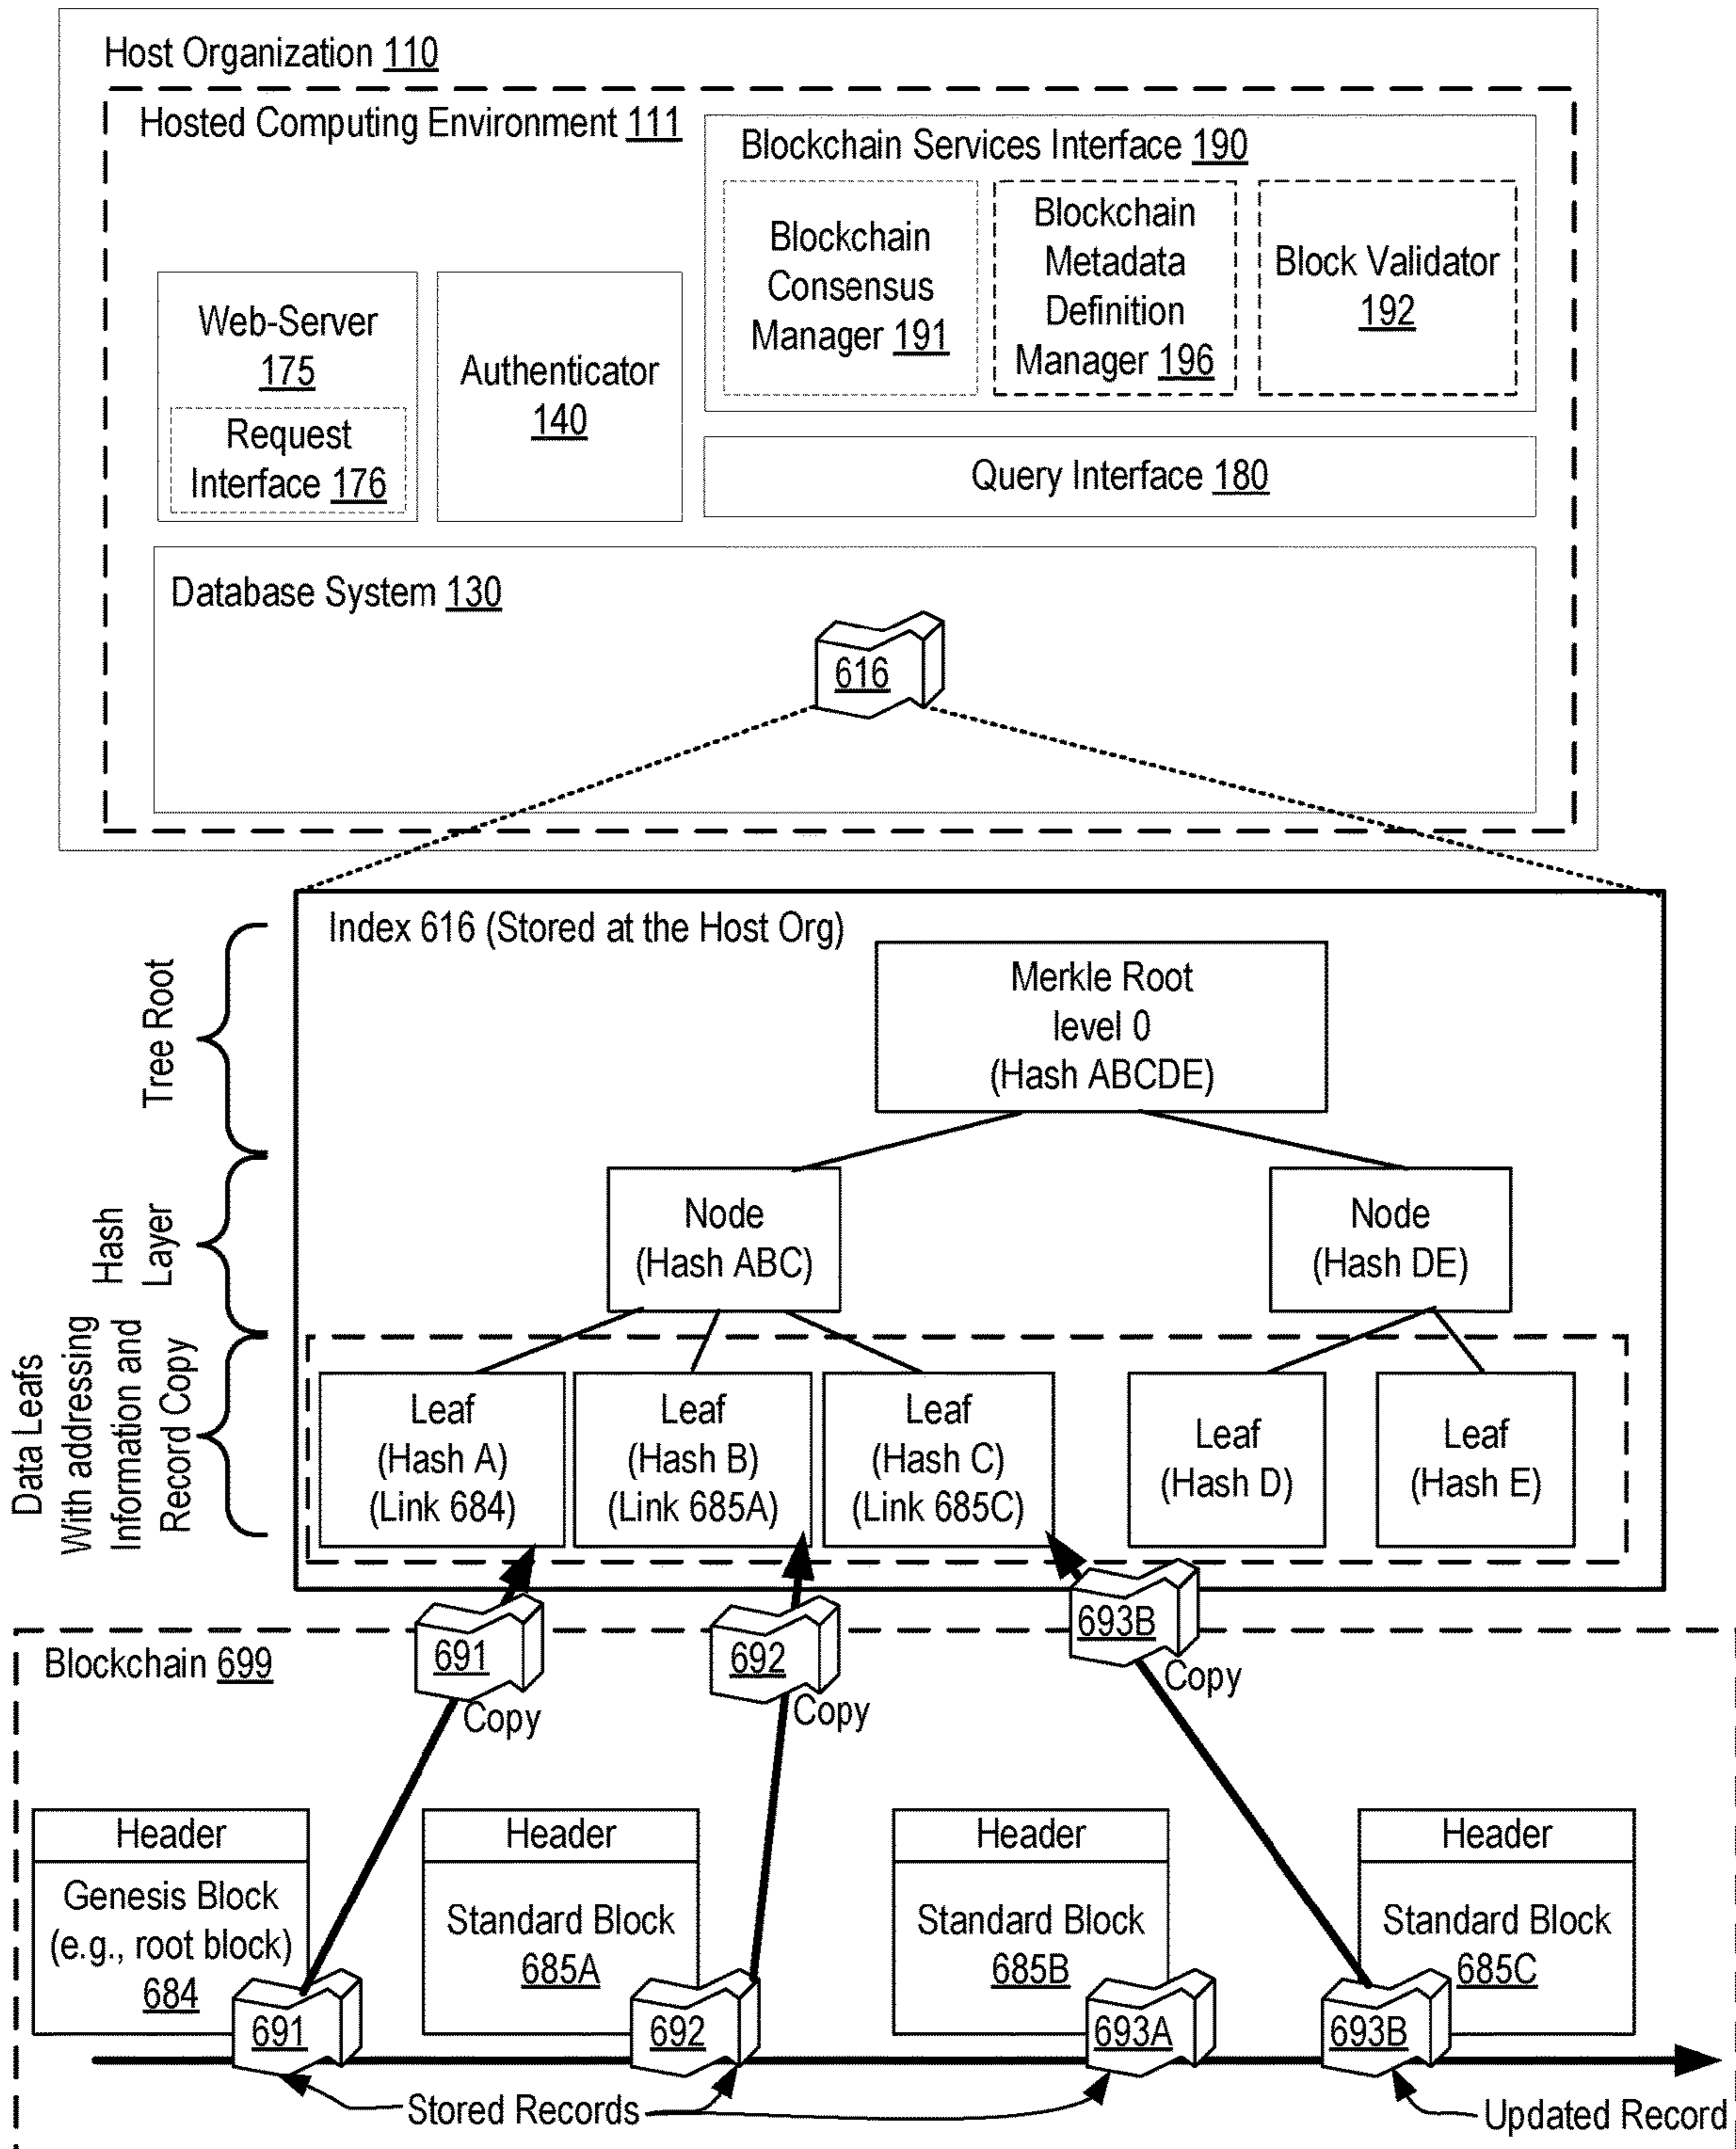 Host Organization 110
Hosted Computing Environment 111
Blockchain Services Interface 190
Blockchain
Consensus
Manager 191
Blockchain
Metadata
Definition
Manager 196
Block Validator
192
Web-Server
175
Request
Interface 176
Authenticator
140
Query Interface 180
Database System 130
616
Index 616 (Stored at the Host Org)
Tree Root
Merkle Root
level 0
(Hash ABCDE)
Hash
Layer
Node
(Hash ABC)
Node
(Hash DE)
Data Leafs
With addressing
Information and
Record Copy
Leaf
(Hash A)
(Link 684)
Leaf
(Hash B)
(Link 685A)
Leaf
(Hash C)
(Link 685C)
Leaf
(Hash D)
Leaf
(Hash E)
Blockchain 699
691
Copy
692
Copy
693B
Copy
Header
Genesis Block
(e.g., root block)
684
691
Header
Standard Block
685A
692
Header
Standard Block
685B
693A
Header
Standard Block
685C
693B
Stored Records
Updated Record